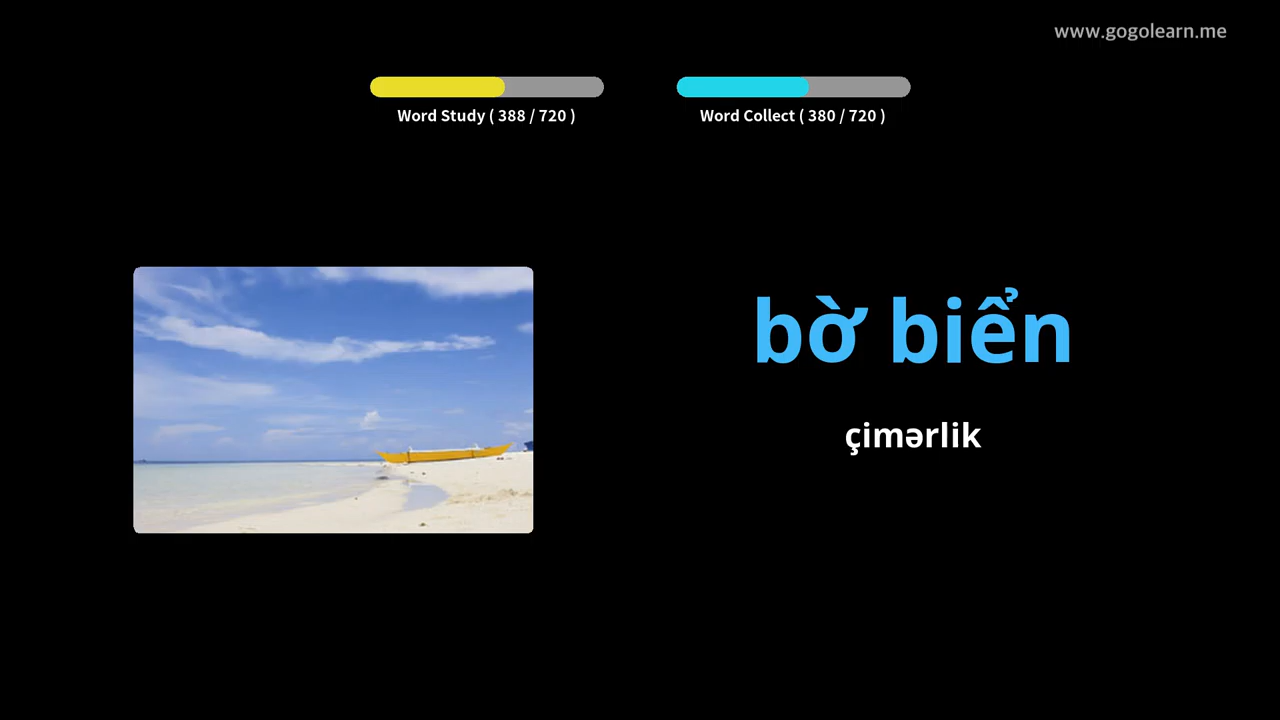 www.gogolearn.me
Word Study ( 388 / 720 )
Word Collect ( 380 / 720 )
bờ biển
çimərlik